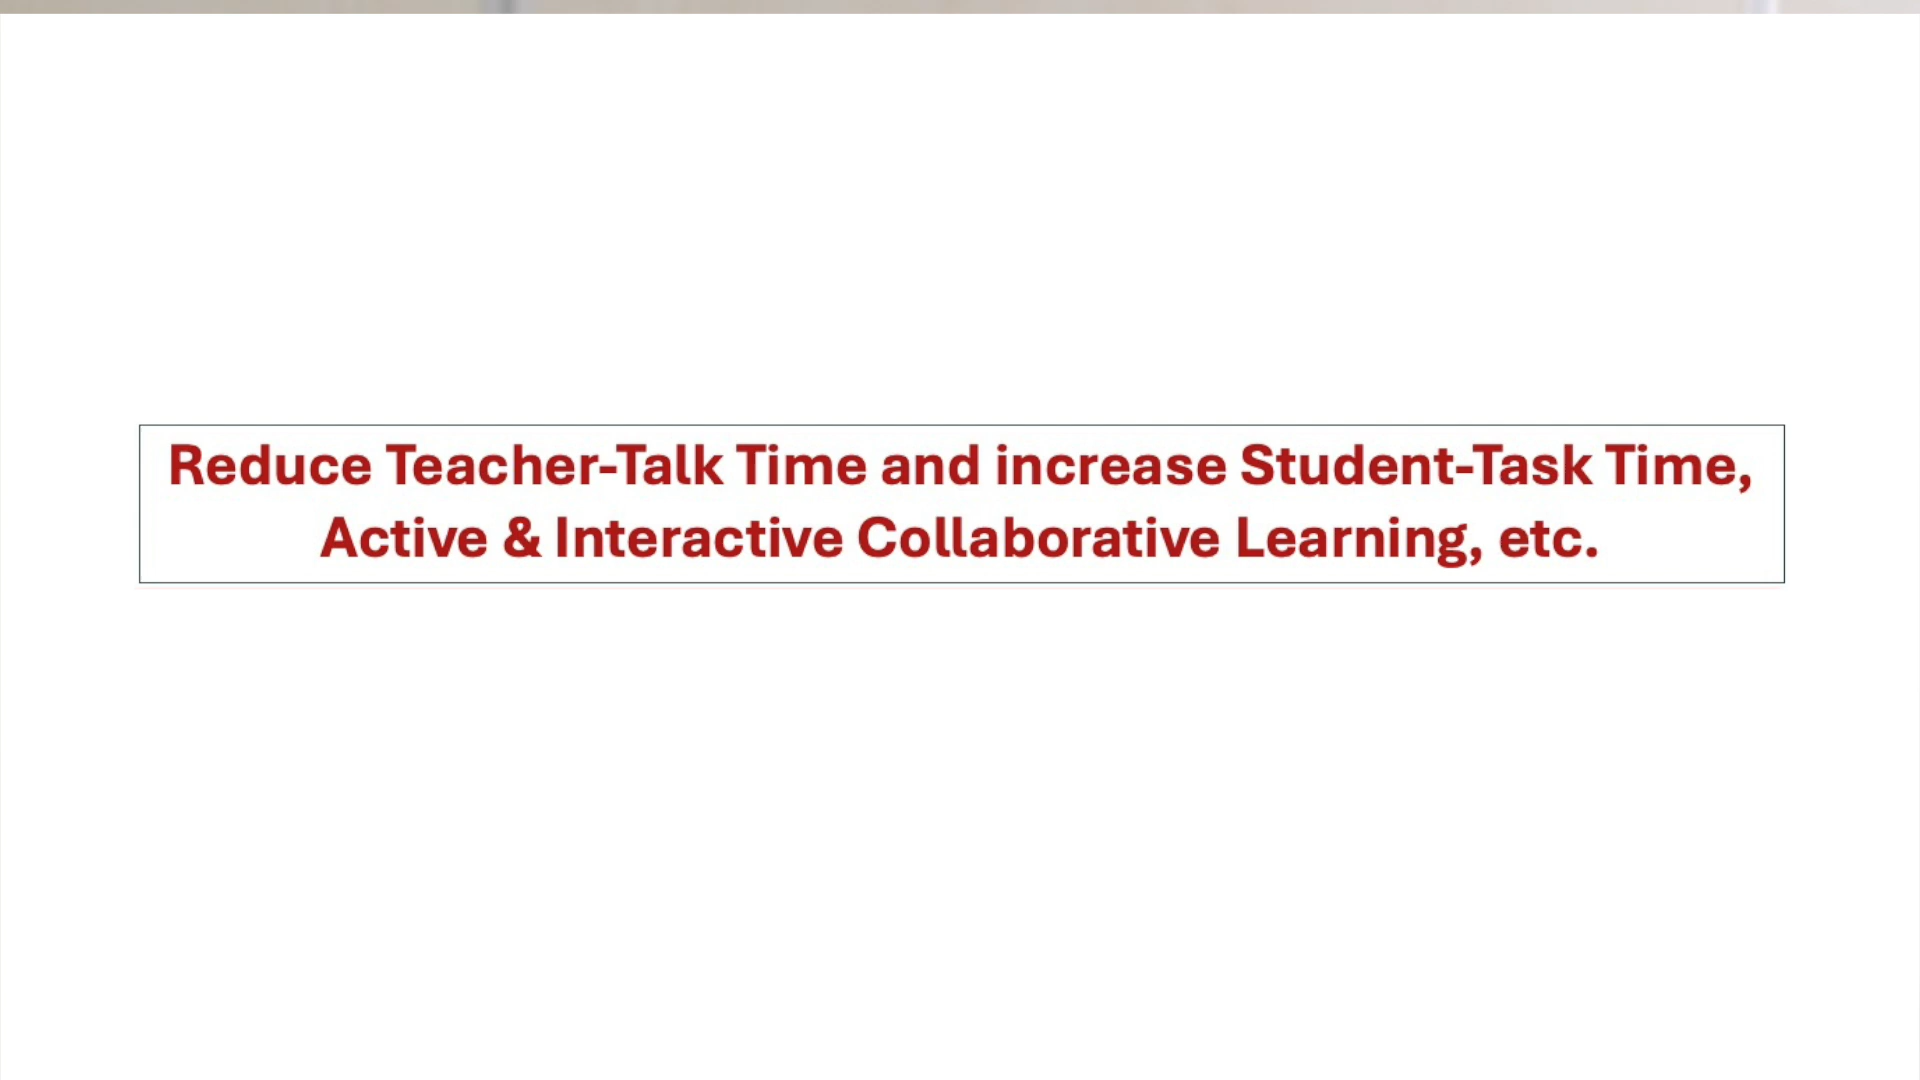 Reduce Teacher-Talk Time and increase Student-Task Time,
Active & Interactive Collaborative Learning, etc.